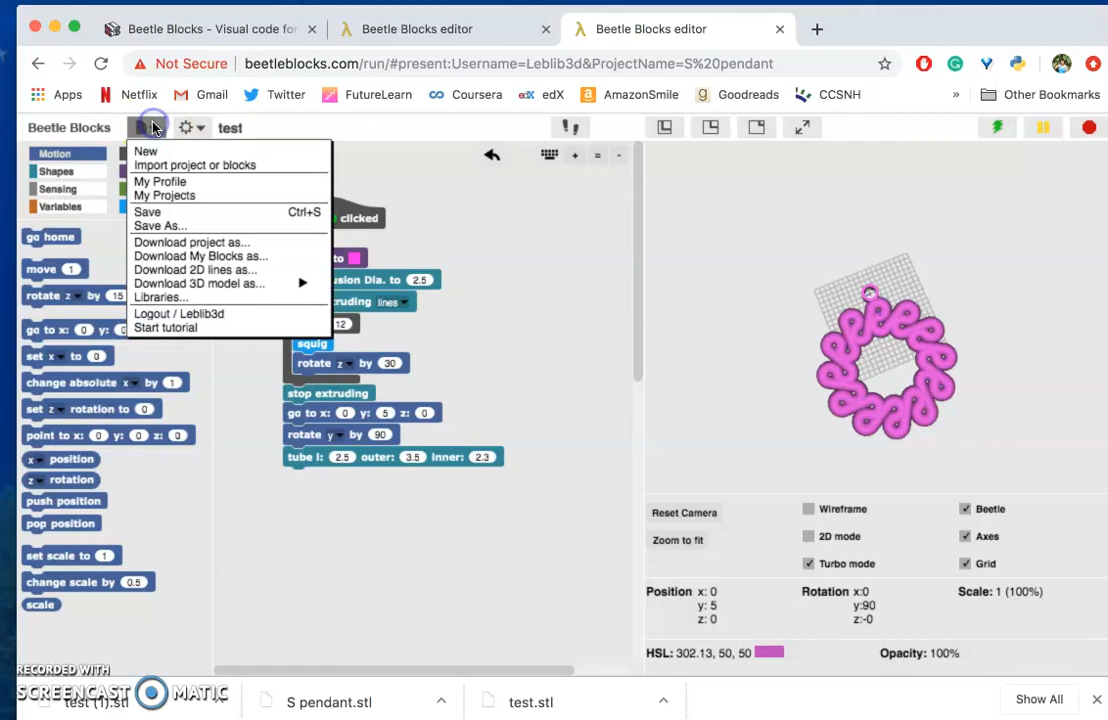 Beetle Blocks - Visual code for
Beetle Blocks editor
Beetle Blocks editor
Not Secure
beetleblocks.com/run/#present:Username=Leblib3d&ProjectName=S%20pendant
Apps
Netflix
Gmail
Twitter
FutureLearn
Coursera
edX
AmazonSmile
Goodreads
CCSNH
»
Other Bookmarks
Beetle Blocks
test
New
Import project or blocks
My Profile
My Projects
Save Ctrl+S
Save As...
Download project as...
Download My Blocks as...
Download 2D lines as...
Download 3D model as...
Libraries...
Logout / Leblib3d
Start tutorial
Motion
Shapes
Sensing
Variables
go home
move 1
rotate z by 15
go to x: 0 y:
set x to 0
change absolute x by 1
set z rotation to 0
point to x: 0 y: 0 z: 0
x position
z rotation
push position
pop position
set scale to 1
change scale by 0.5
scale
clicked
to
usion Dia. to 2.5
truding lines
12
squig
rotate z by 30
stop extruding
go to x: 0 y: 5 z: 0
rotate y by 90
tube l: 2.5 outer: 3.5 inner: 2.3
+ = -
Reset Camera
Zoom to fit
Wireframe
2D mode
Turbo mode
Beetle
Axes
Grid
Position x: 0
y: 5
z: 0
Rotation x:0
y:90
z:-0
Scale: 1 (100%)
HSL: 302.13, 50, 50
Opacity: 100%
RECORDED WITH
SCREENCAST MATIC
test (1).stl
S pendant.stl
test.stl
Show All